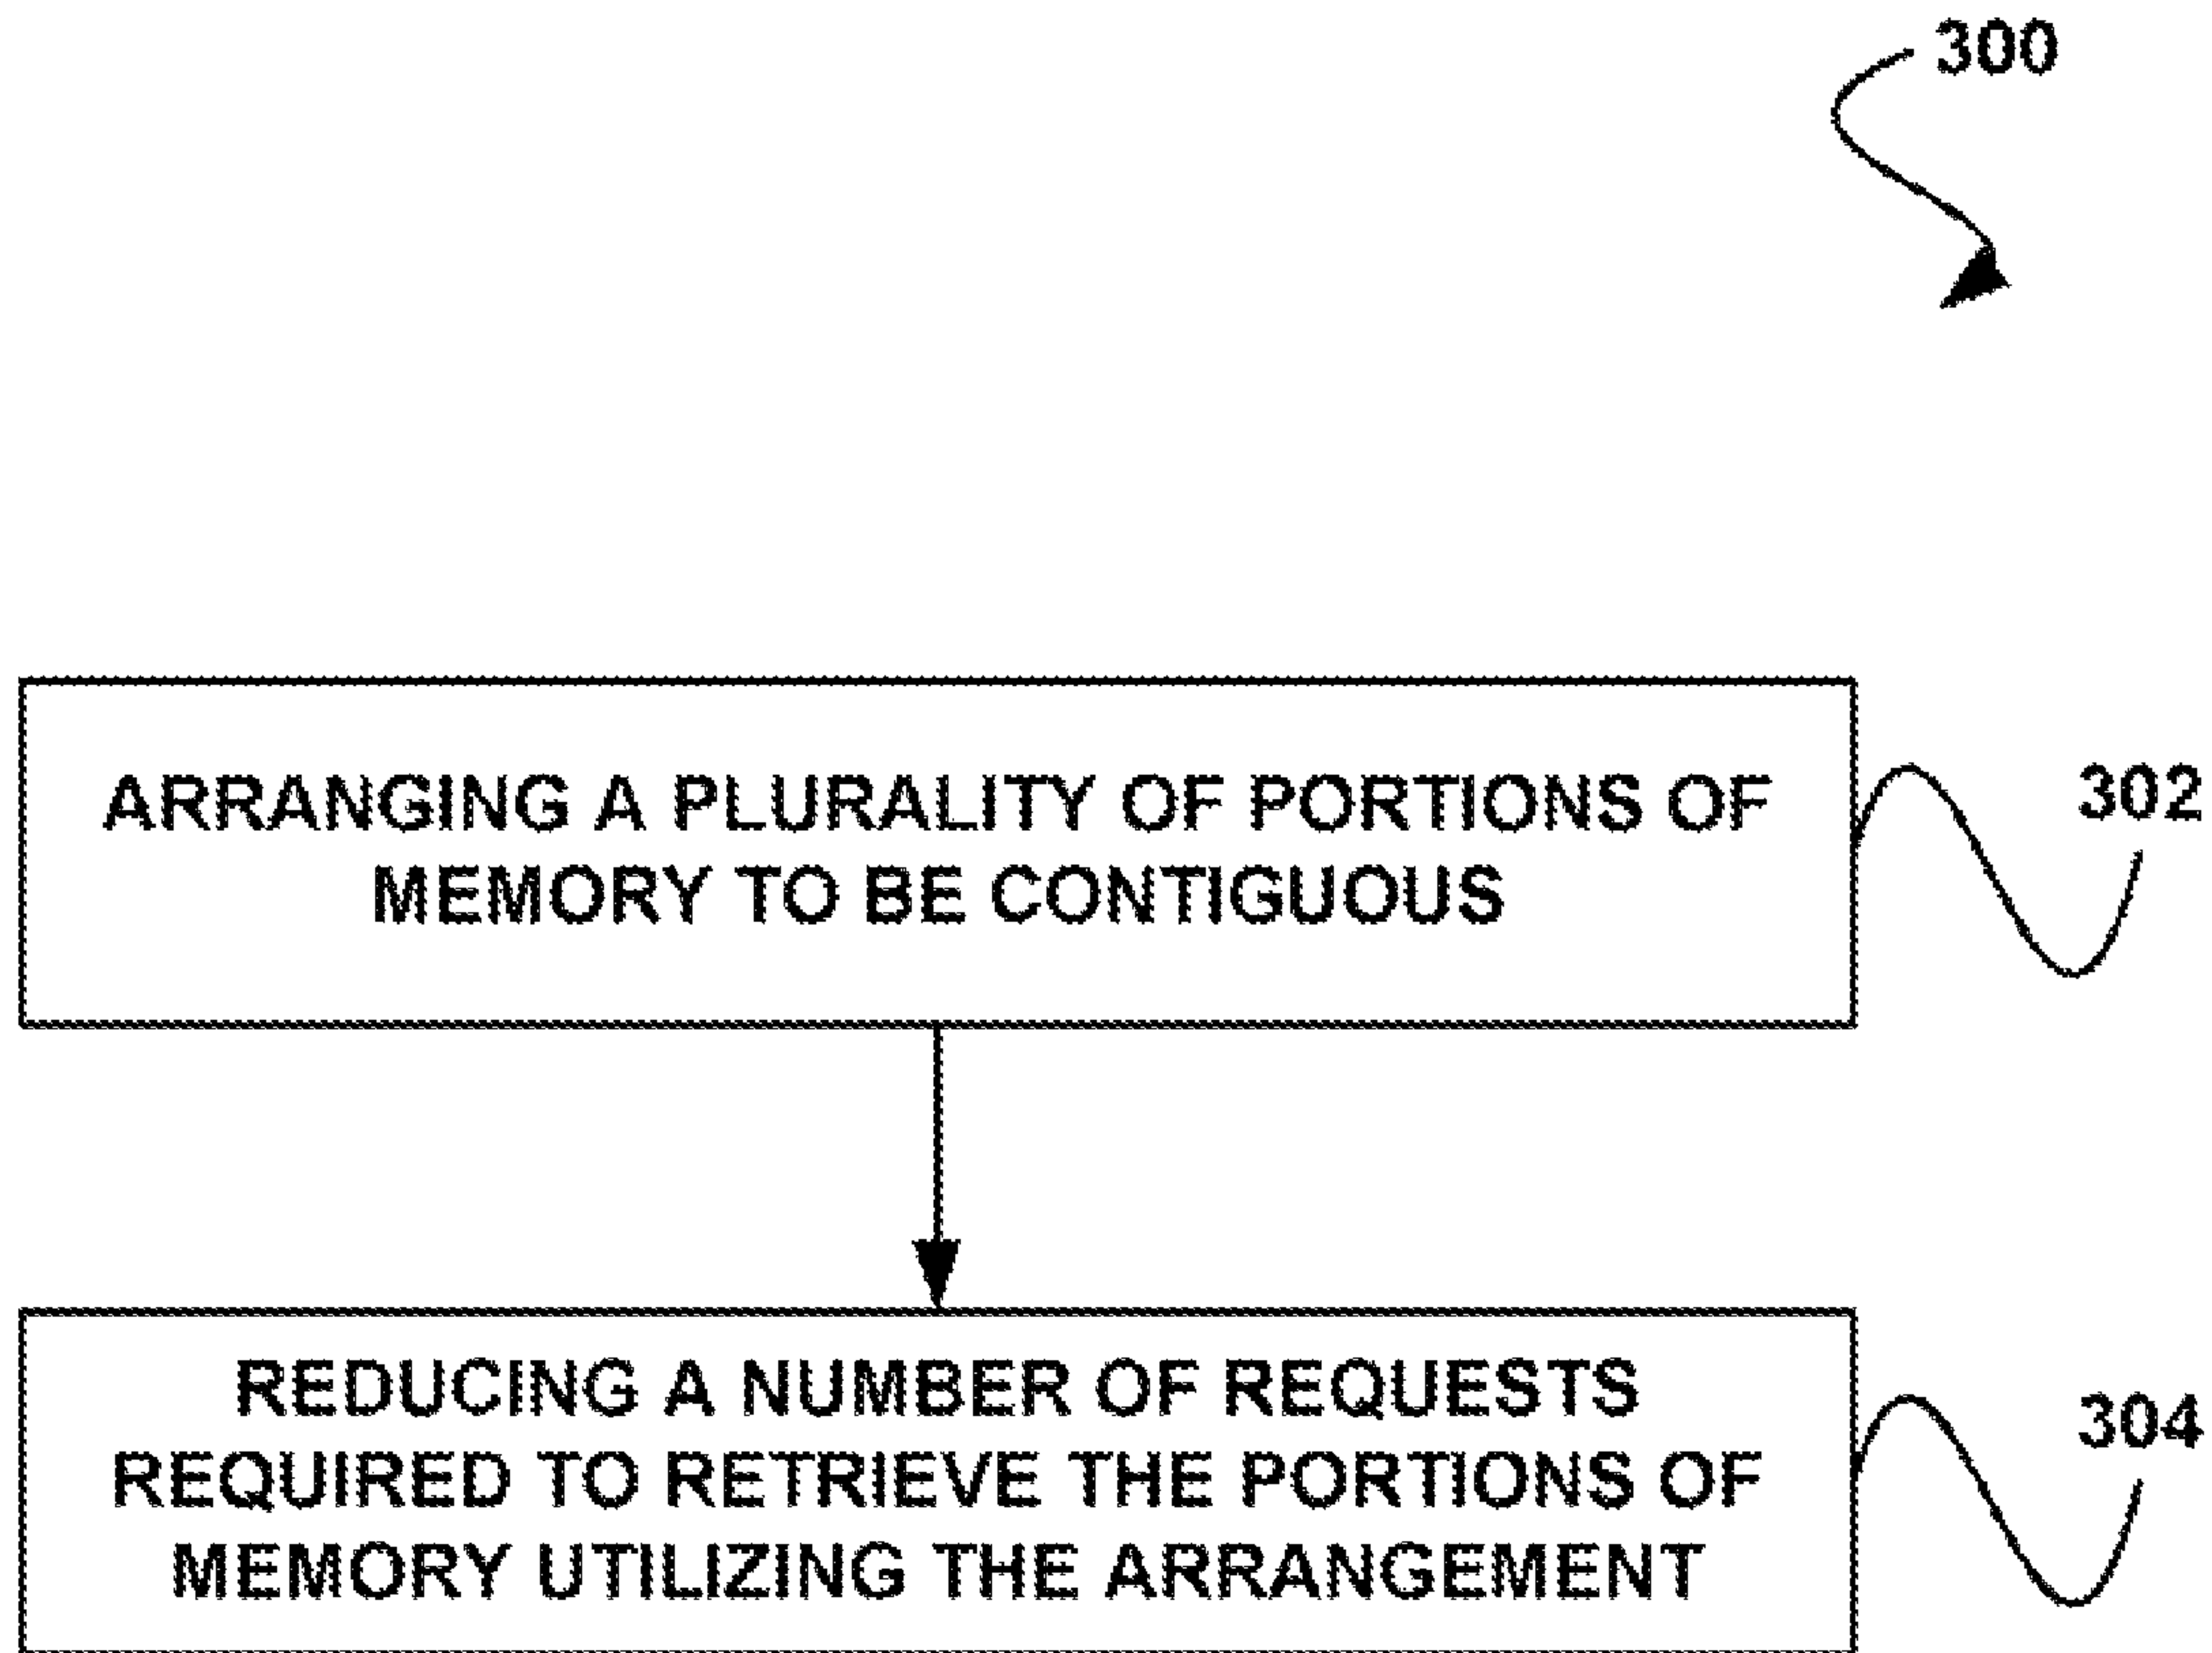 300
ARRANGING A PLURALITY OF PORTIONS OF
MEMORY TO BE CONTIGUOUS
302
REDUCING A NUMBER OF REQUESTS
REQUIRED TO RETRIEVE THE PORTIONS OF
MEMORY UTILIZING THE ARRANGEMENT
304